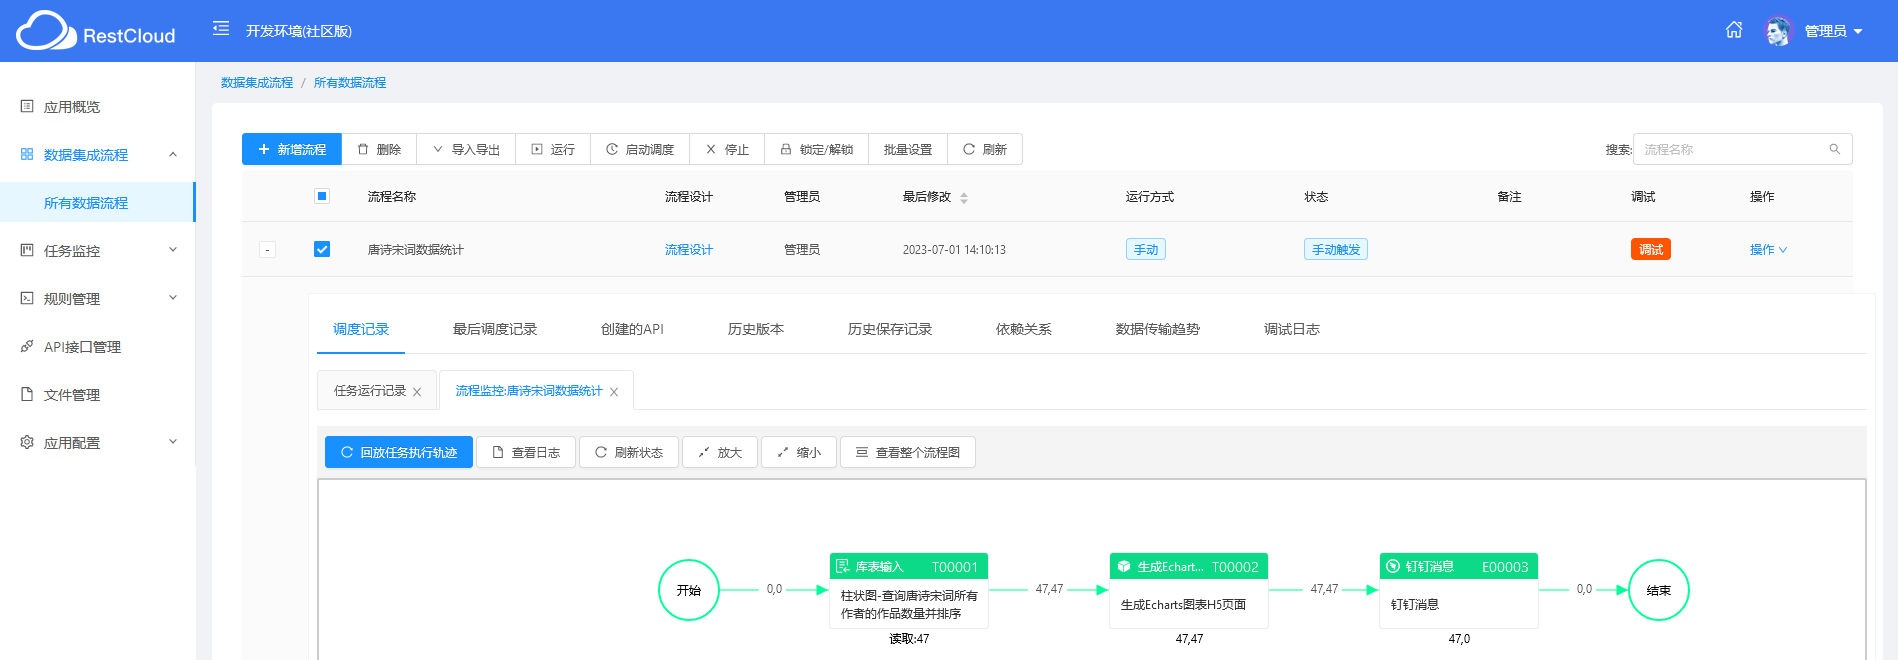 RestCloud
开发环境(社区版)
管理员
应用概览
数据集成流程
所有数据流程
任务监控
规则管理
API接口管理
文件管理
应用配置
数据集成流程 / 所有数据流程
新增流程 删除 导入导出 运行 启动调度 停止 锁定/解锁 批量设置 刷新
搜索: 流程名称
流程名称 流程设计 管理员 最后修改 运行方式 状态 备注 调试 操作
- 唐诗宋词数据统计 流程设计 管理员 2023-07-01 14:10:13 手动 手动触发 调试 操作
调度记录 最后调度记录 创建的API 历史版本 历史保存记录 依赖关系 数据传输趋势 调试日志
任务运行记录 流程监控:唐诗宋词数据统计
回放任务执行轨迹 查看日志 刷新状态 放大 缩小 查看整个流程图
开始
0,0
库表输入 T00001
柱状图-查询唐诗宋词所有
作者的作品数量并排序
读取:47
47,47
生成Echart... T00002
生成Echarts图表H5页面
47,47
47,47
钉钉消息 E00003
钉钉消息
47,0
0,0
结束